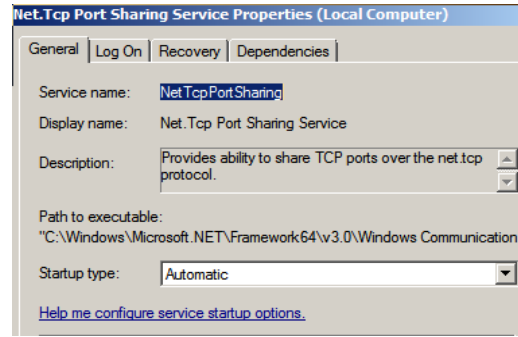 Net.Tcp Port Sharing Service Properties (Local Computer)
General Log On Recovery Dependencies
Service name: NetTcpPortSharing
Display name: Net.Tcp Port Sharing Service
Description: Provides ability to share TCP ports over the net.tcp
protocol.
Path to executable:
"C:\Windows\Microsoft.NET\Framework64\v3.0\Windows Communication
Startup type: Automatic
Help me configure service startup options.